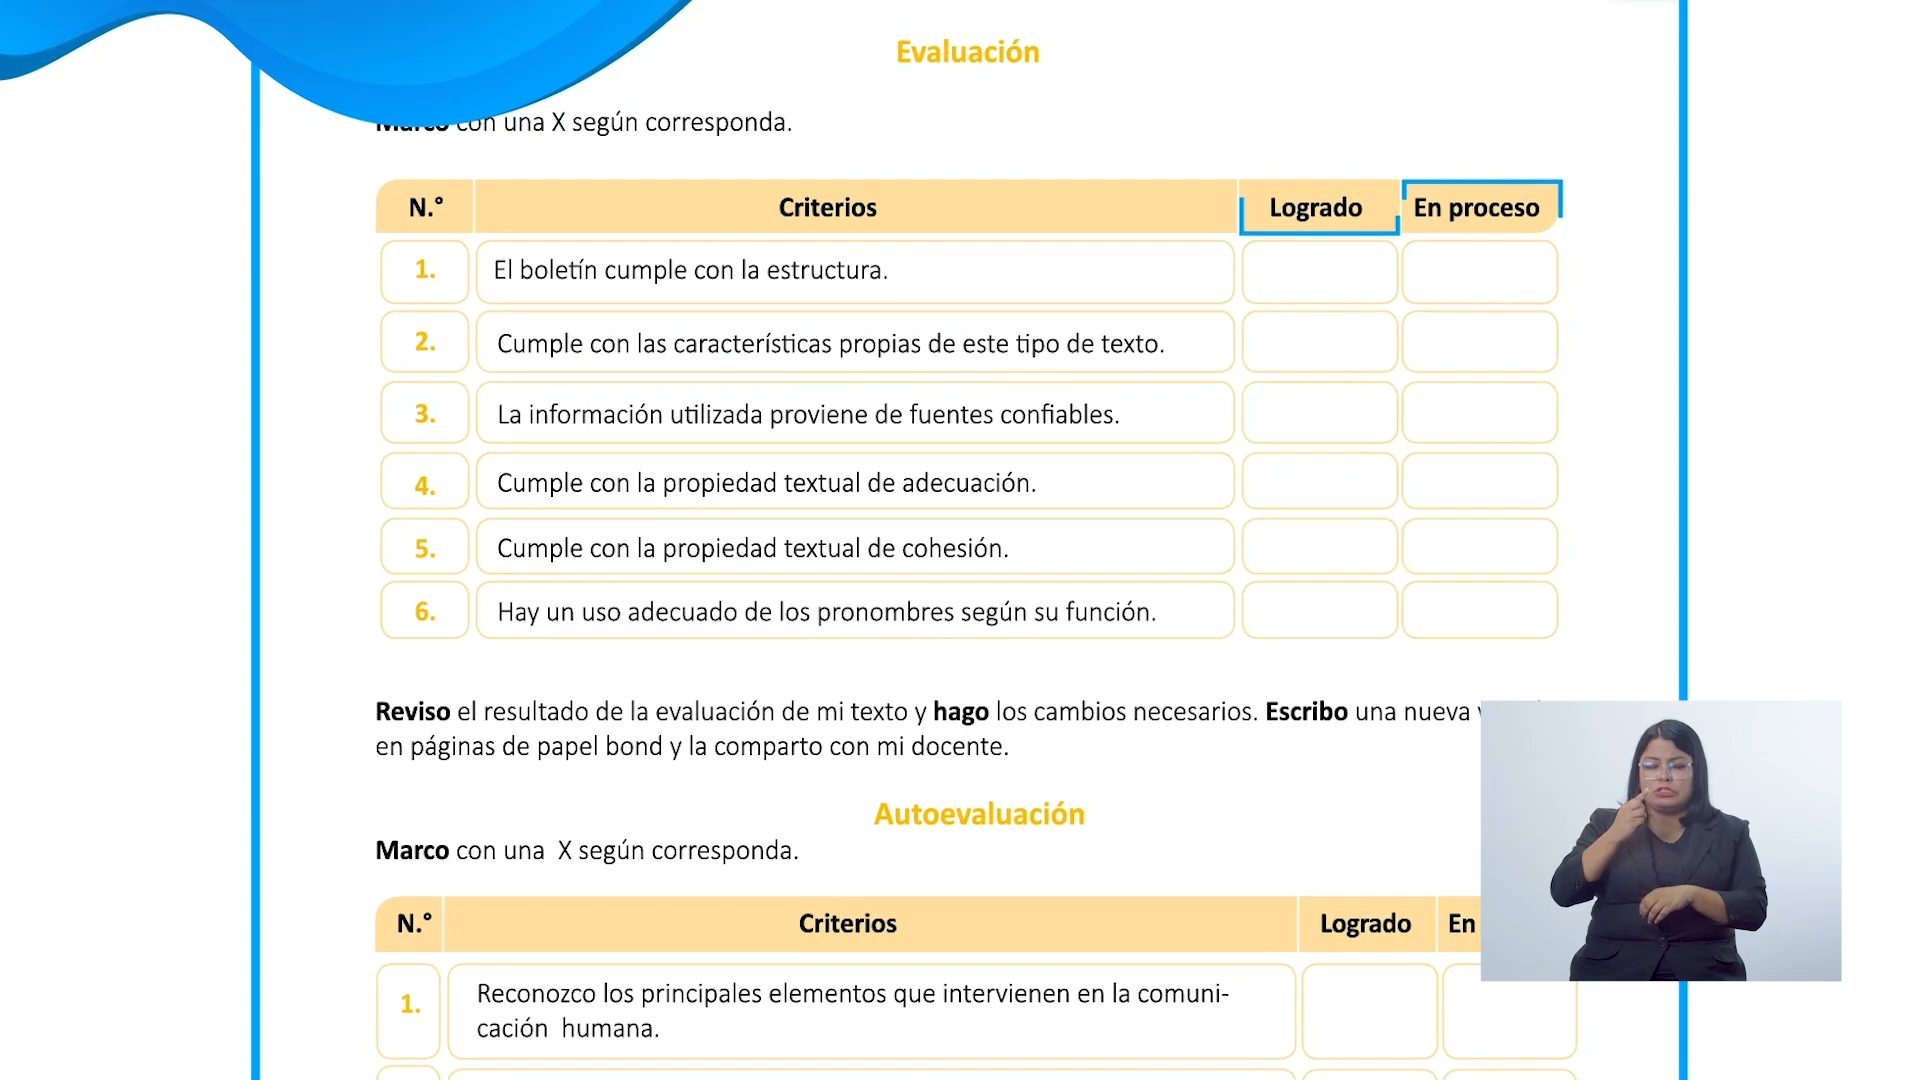 Evaluación
Marco con una X según corresponda.
N.° Criterios Logrado En proceso
1. El boletín cumple con la estructura.
2. Cumple con las características propias de este tipo de texto.
3. La información utilizada proviene de fuentes confiables.
4. Cumple con la propiedad textual de adecuación.
5. Cumple con la propiedad textual de cohesión.
6. Hay un uso adecuado de los pronombres según su función.
Reviso el resultado de la evaluación de mi texto y hago los cambios necesarios. Escribo una nueva
en páginas de papel bond y la comparto con mi docente.
Autoevaluación
Marco con una X según corresponda.
N.° Criterios Logrado En
1. Reconozco los principales elementos que intervienen en la comuni-
cación humana.